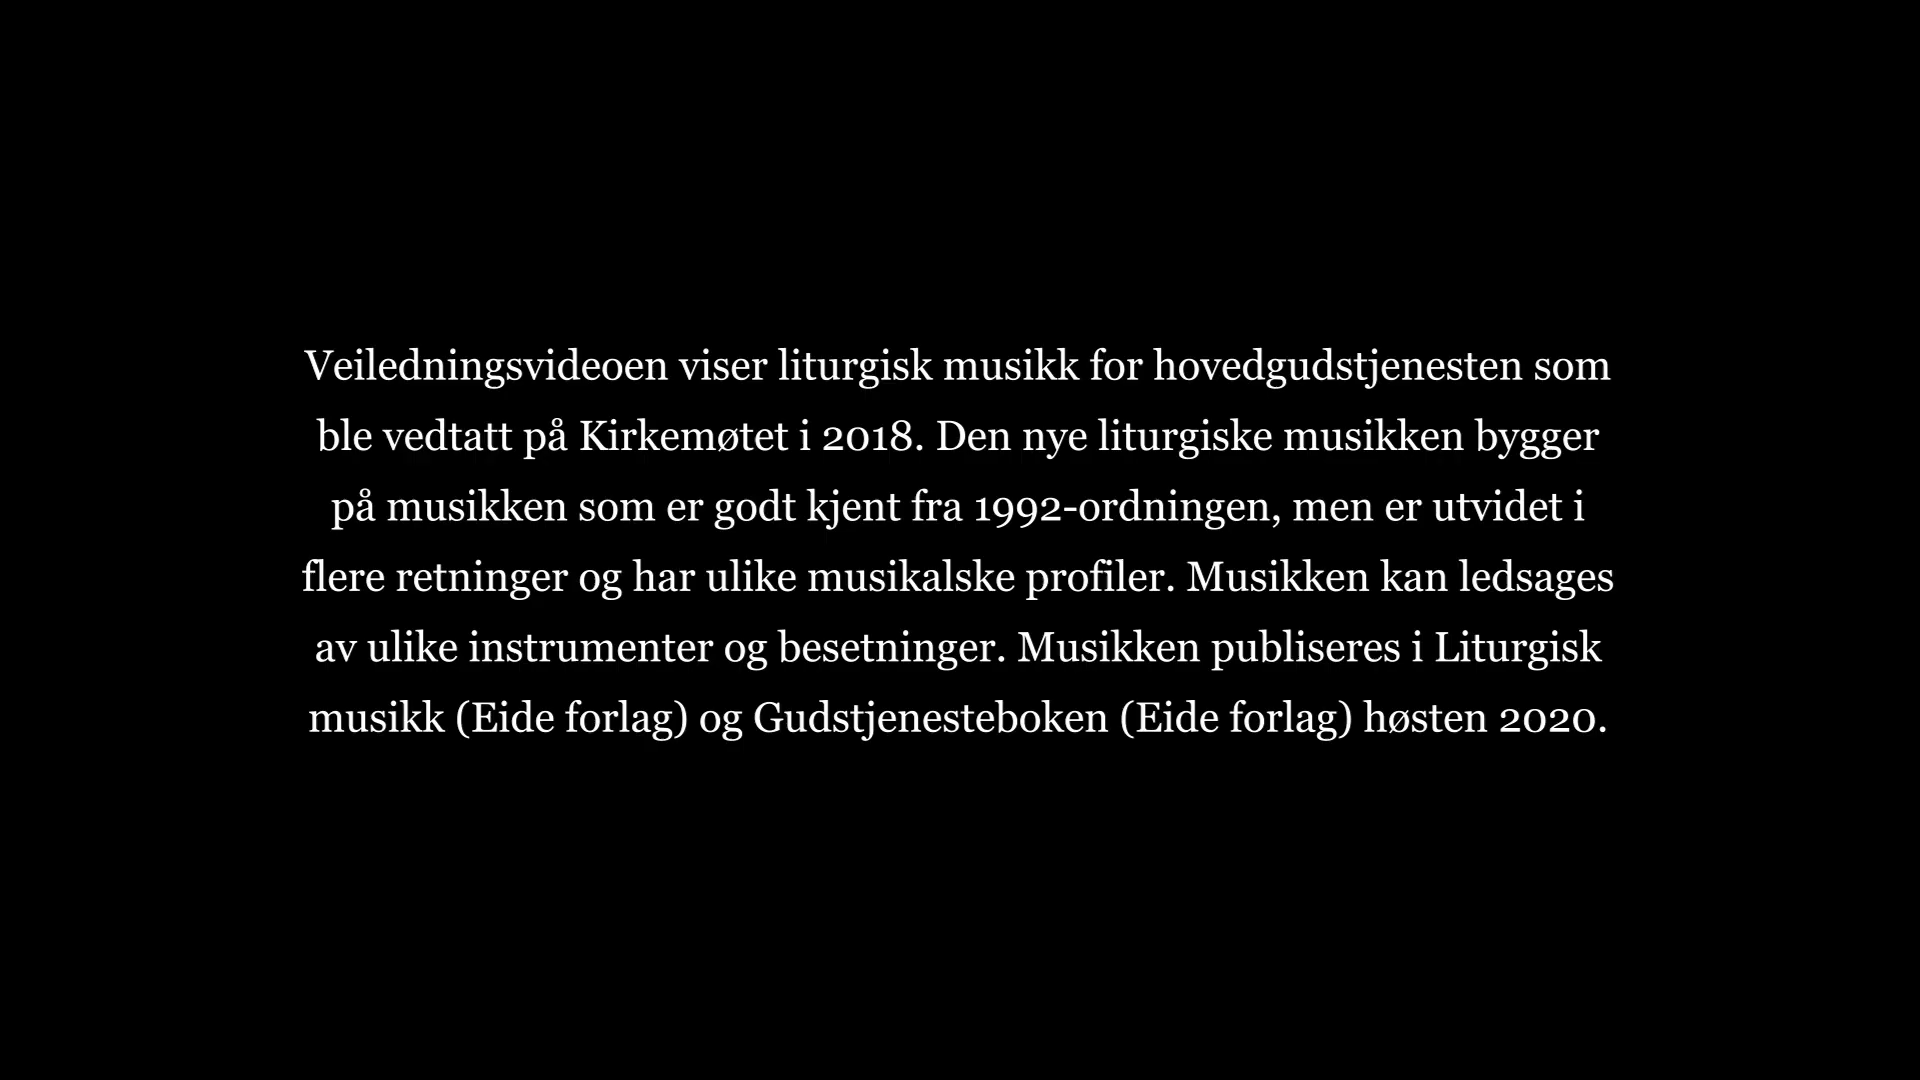 Veiledningsvideoen viser liturgisk musikk for hovedgudstjenesten som
ble vedtatt på Kirkemøtet i 2018. Den nye liturgiske musikken bygger
på musikken som er godt kjent fra 1992-ordningen, men er utvidet i
flere retninger og har ulike musikalske profiler. Musikken kan ledsages
av ulike instrumenter og besetninger. Musikken publiseres i Liturgisk
musikk (Eide forlag) og Gudstjenesteboken (Eide forlag) høsten 2020.